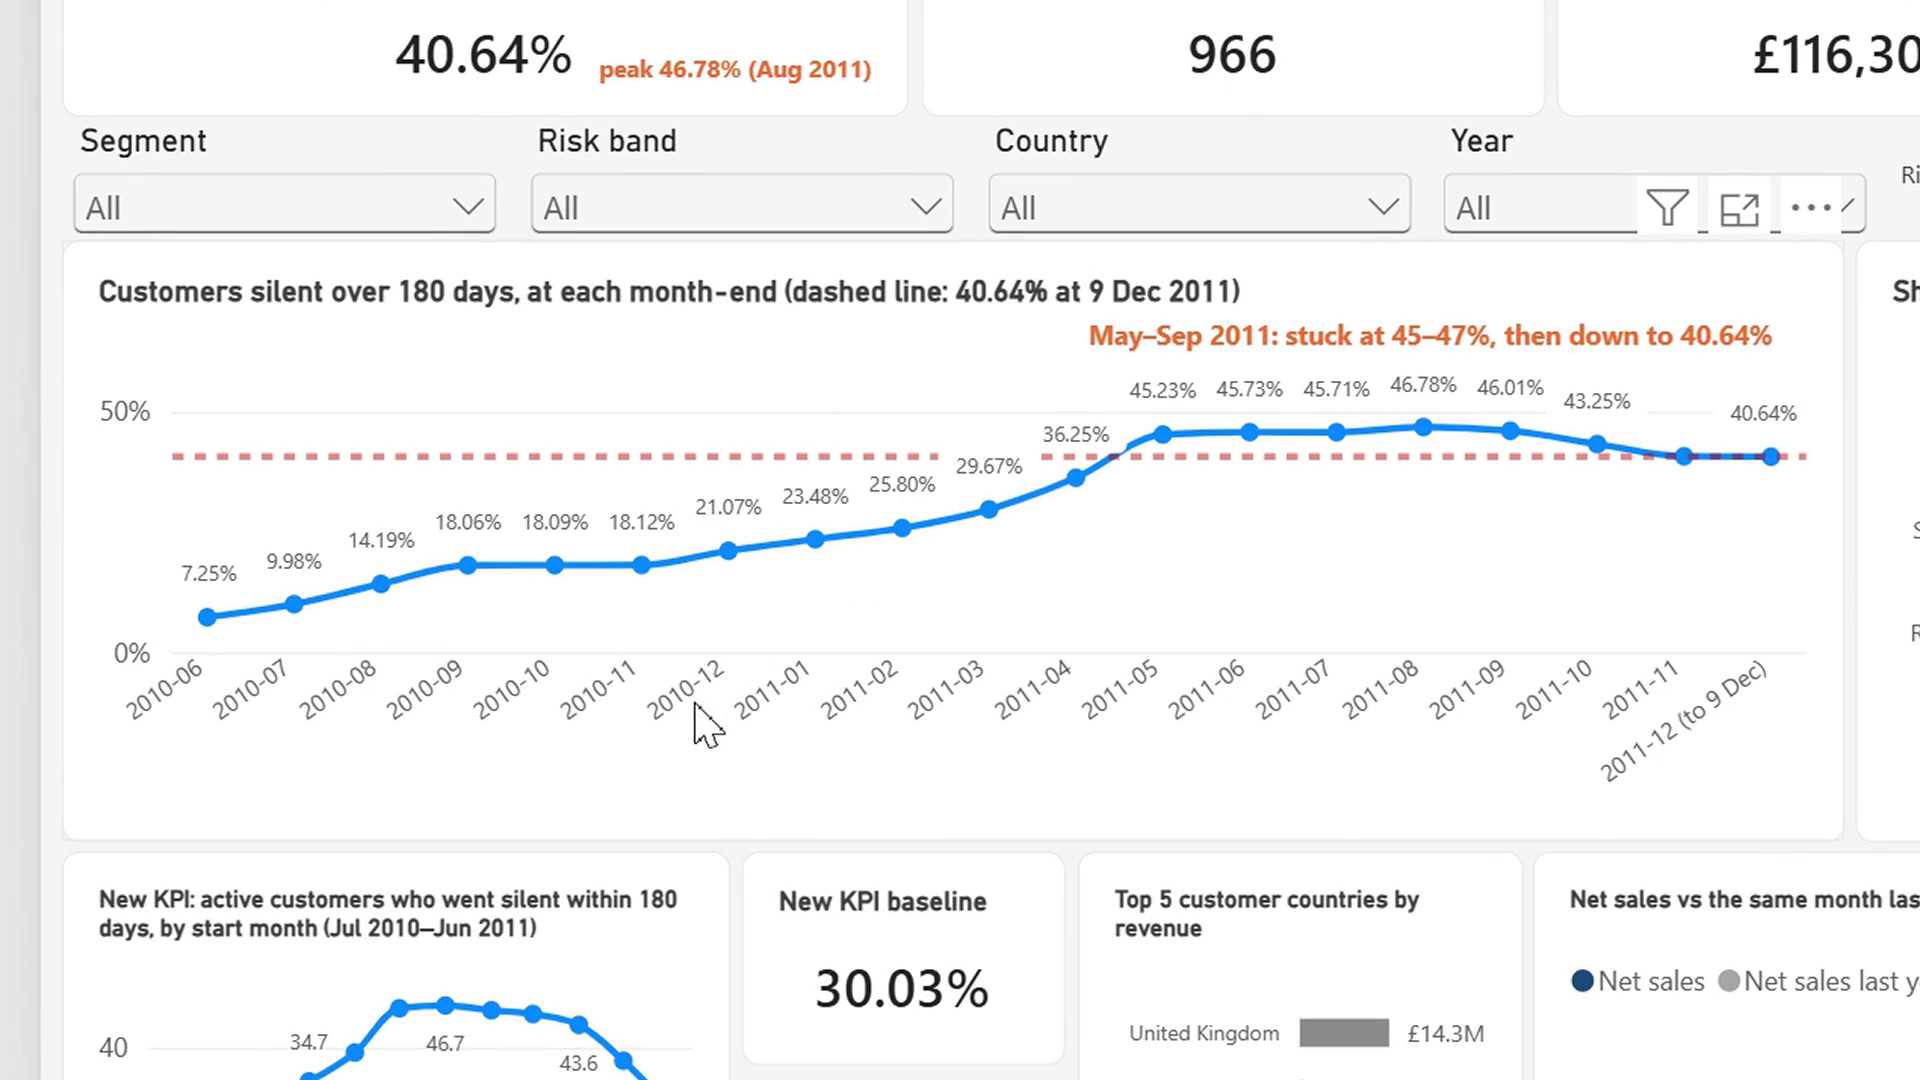 40.64%
peak 46.78% (Aug 2011)
966
Segment
Risk band
Country
Year
All
All
All
All
Customers silent over 180 days, at each month-end (dashed line: 40.64% at 9 Dec 2011)
May–Sep 2011: stuck at 45–47%, then down to 40.64%
50%
0%
7.25%
9.98%
14.19%
18.06%
18.09%
18.12%
21.07%
23.48%
25.80%
29.67%
36.25%
45.23%
45.73%
45.71%
46.78%
46.01%
43.25%
40.64%
2010-06
2010-07
2010-08
2010-09
2010-10
2010-11
2010-12
2011-01
2011-02
2011-03
2011-04
2011-05
2011-06
2011-07
2011-08
2011-09
2011-10
2011-11
2011-12 (to 9 Dec)
New KPI: active customers who went silent within 180
days, by start month (Jul 2010–Jun 2011)
40
34.7
46.7
43.6
New KPI baseline
30.03%
Top 5 customer countries by
revenue
United Kingdom
£14.3M
Net sales vs the same month
Net sales
Net sales last